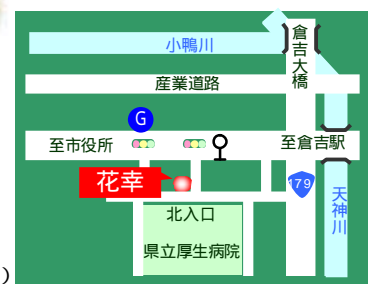 小鴨川
倉吉大橋
産業道路
G
至市役所
至倉吉駅
花幸
179
天神川
北入口
県立厚生病院
)